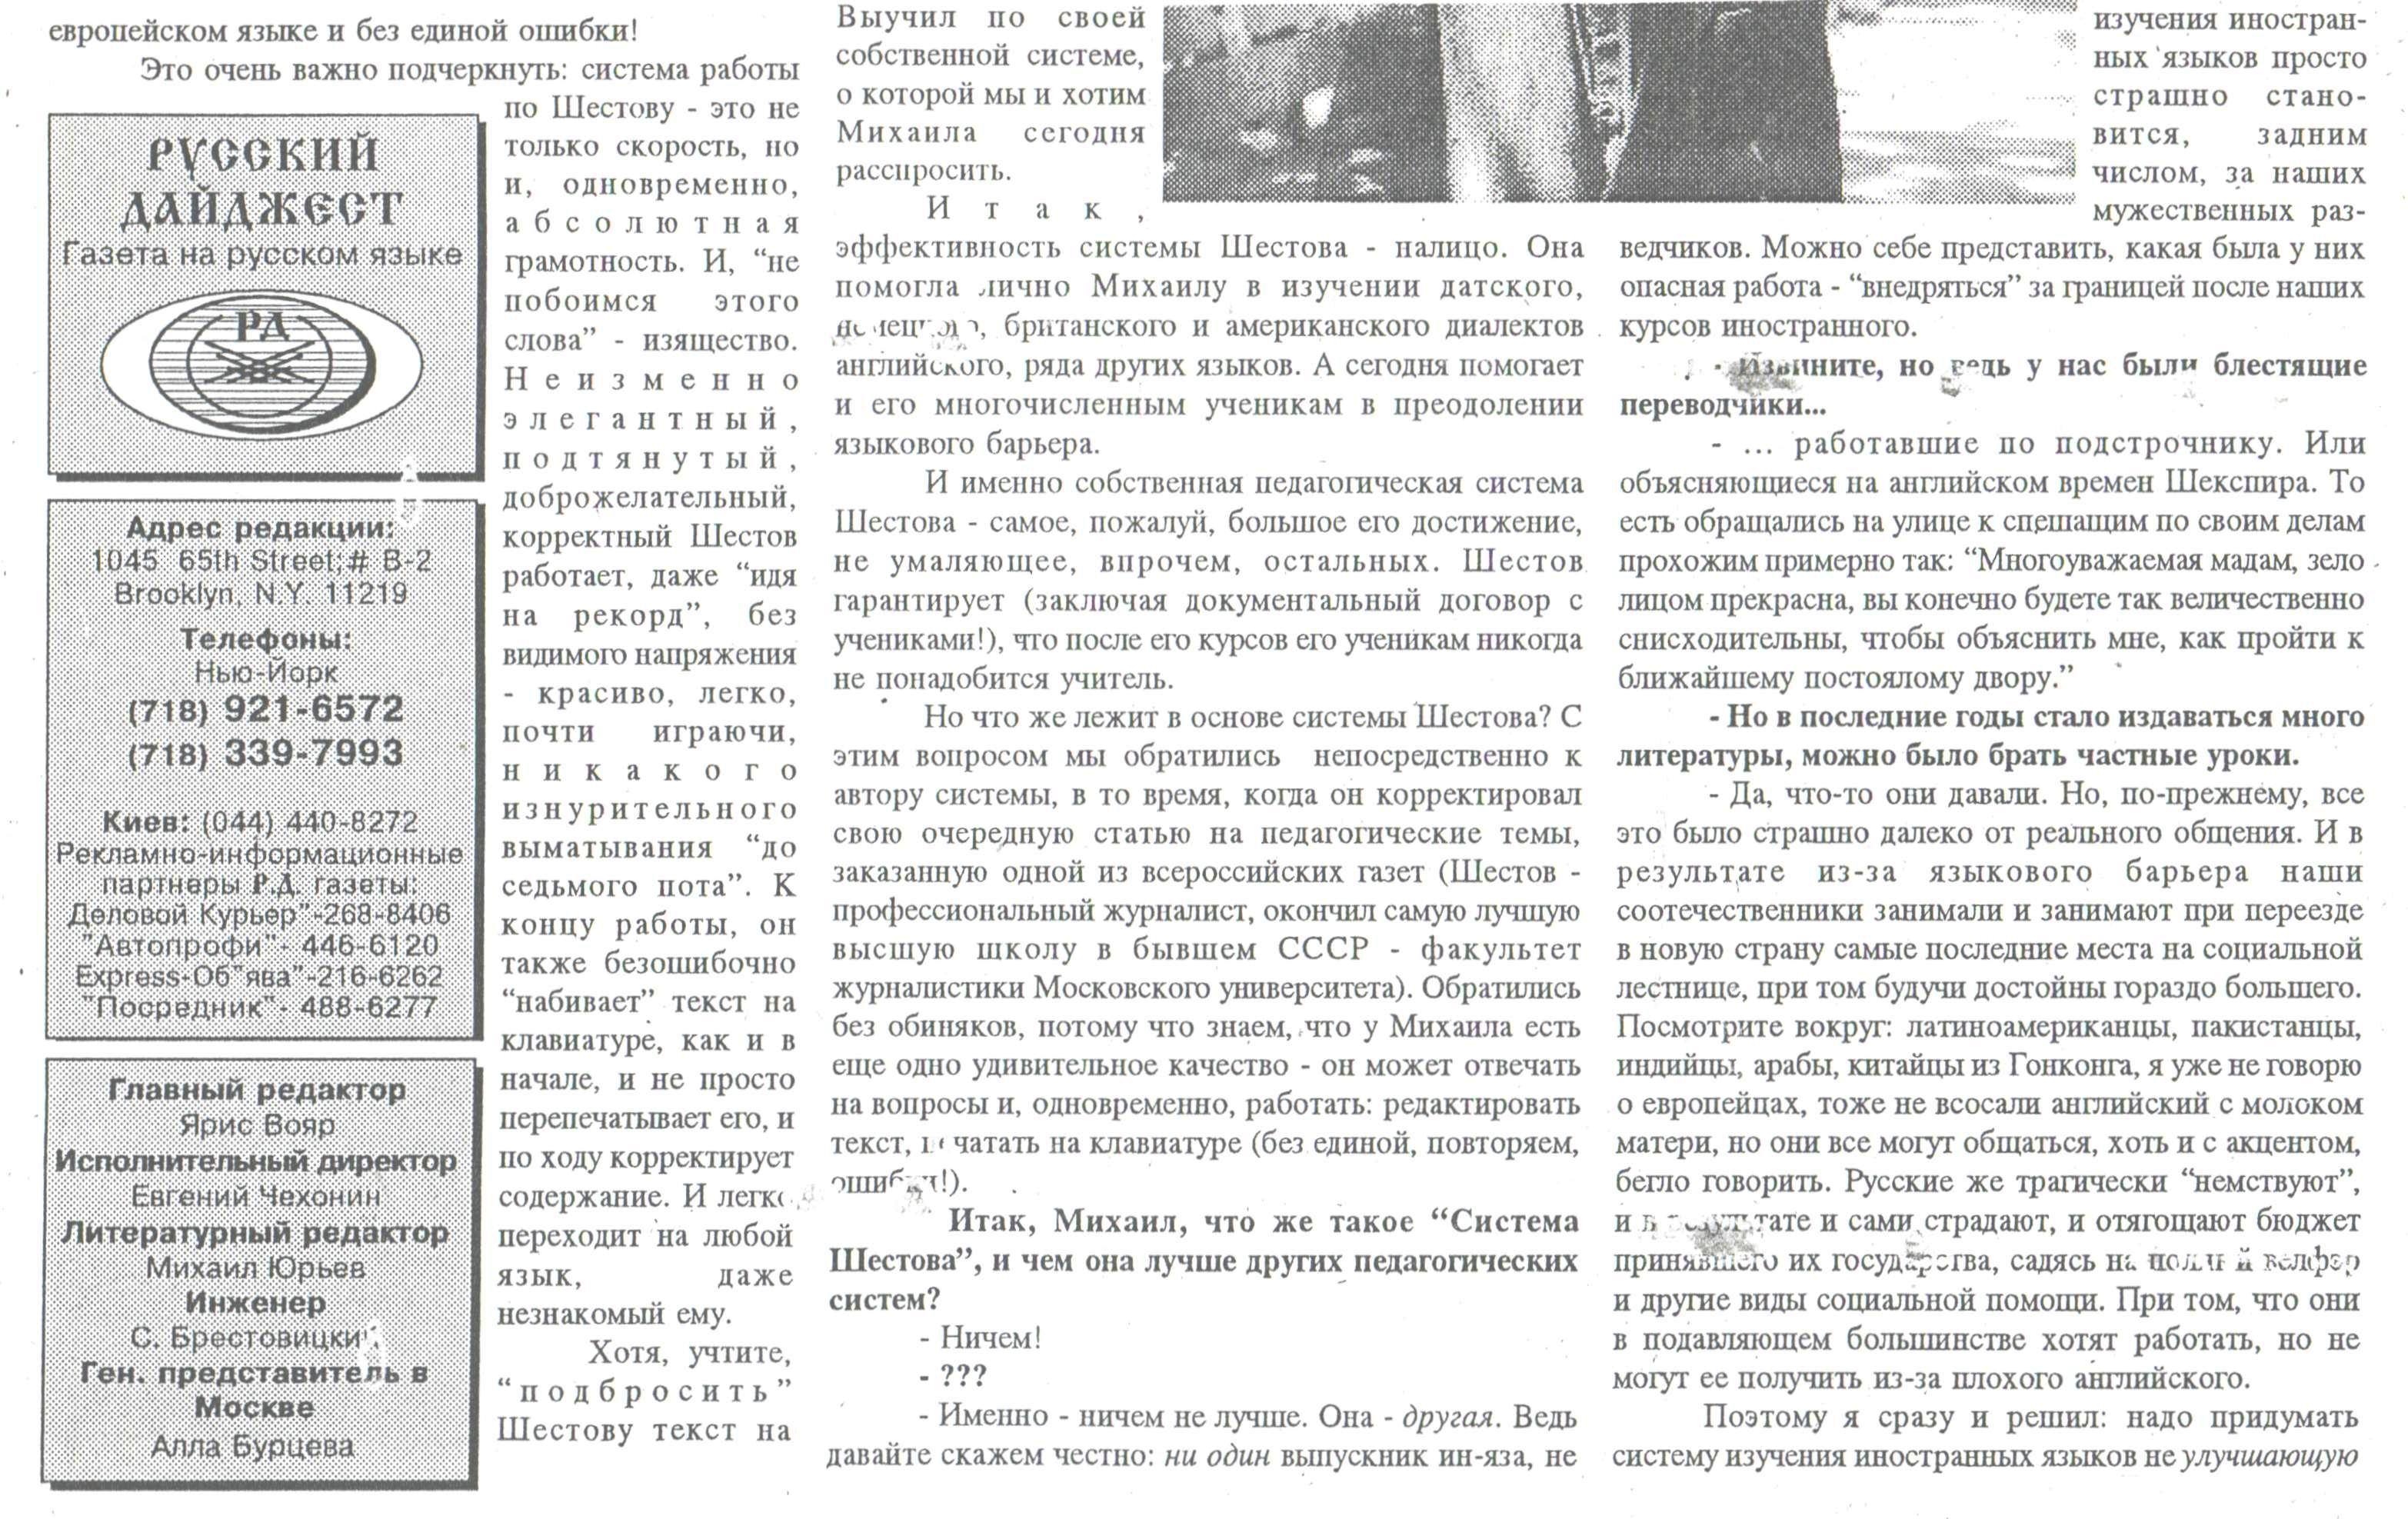 европейском языке и без единой ошибки!
Это очень важно подчеркнуть: система работы
по Шестову - это не
только скорость, но
и, одновременно,
абсолютная
грамотность. И, “не
побоимся этого
слова” - изящество.
Неизменно
элегантный,
подтянутый,
доброжелательный,
корректный Шестов
работает, даже “идя
на рекорд”, без
видимого напряжения
- красиво, легко,
почти играючи,
никакого
изнурительного
выматывания “до
седьмого пота”. К
концу работы, он
также безошибочно
“набивает” текст на
клавиатуре, как и в
начале, и не просто
перепечатывает его, и
по ходу корректирует
содержание. И легко
переходит на любой
язык, даже
незнакомый ему.
Хотя, учтите,
“подбросить”
Шестову текст на
РУССКИЙ
ДАЙДЖЕСТ
Газета на русском языке
РД
Адрес редакции:
1045 65th Street;# B-2
Brooklyn, N.Y. 11219
Телефоны:
Нью-Йорк
(718) 921-6572
(718) 339-7993
Киев: (044) 440-8272
Рекламно-информационные
партнеры Р.Д. газеты:
Деловой Курьер"-268-8406
"Автопрофи"- 446-6120
Express-Об"ява"-216-6262
"Посредник"- 488-6277
Главный редактор
Ярис Вояр
Исполнительный директор
Евгений Чехонин
Литературный редактор
Михаил Юрьев
Инженер
С. Брестовицкий
Ген. представитель в
Москве
Алла Бурцева
Выучил по своей
собственной системе,
о которой мы и хотим
Михаила сегодня
расспросить.
Итак,
эффективность системы Шестова - налицо. Она
помогла лично Михаилу в изучении датского,
немецкого, британского и американского диалектов
английского, ряда других языков. А сегодня помогает
и его многочисленным ученикам в преодолении
языкового барьера.
И именно собственная педагогическая система
Шестова - самое, пожалуй, большое его достижение,
не умаляющее, впрочем, остальных. Шестов
гарантирует (заключая документальный договор с
учениками!), что после его курсов его ученикам никогда
не понадобится учитель.
Но что же лежит в основе системы Шестова? С
этим вопросом мы обратились непосредственно к
автору системы, в то время, когда он корректировал
свою очередную статью на педагогические темы,
заказанную одной из всероссийских газет (Шестов -
профессиональный журналист, окончил самую лучшую
высшую школу в бывшем СССР - факультет
журналистики Московского университета). Обратились
без обиняков, потому что знаем, что у Михаила есть
еще одно удивительное качество - он может отвечать
на вопросы и, одновременно, работать: редактировать
текст, печатать на клавиатуре (без единой, повторяем,
ошибки!).
Итак, Михаил, что же такое “Система
Шестова”, и чем она лучше других педагогических
систем?
- Ничем!
- ???
- Именно - ничем не лучше. Она - другая. Ведь
давайте скажем честно: ни один выпускник ин-яза, не
изучения иностран-
ных языков просто
страшно стано-
вится, задним
числом, за наших
мужественных раз-
ведчиков. Можно себе представить, какая была у них
опасная работа - “внедряться” за границей после наших
курсов иностранного.
- Извините, но ведь у нас были блестящие
переводчики...
- ... работавшие по подстрочнику. Или
объясняющиеся на английском времен Шекспира. То
есть обращались на улице к спешащим по своим делам
прохожим примерно так: “Многоуважаемая мадам, зело
лицом прекрасна, вы конечно будете так величественно
снисходительны, чтобы объяснить мне, как пройти к
ближайшему постоялому двору.”
- Но в последние годы стало издаваться много
литературы, можно было брать частные уроки.
- Да, что-то они давали. Но, по-прежнему, все
это было страшно далеко от реального общения. И в
результате из-за языкового барьера наши
соотечественники занимали и занимают при переезде
в новую страну самые последние места на социальной
лестнице, при том будучи достойны гораздо большего.
Посмотрите вокруг: латиноамериканцы, пакистанцы,
индийцы, арабы, китайцы из Гонконга, я уже не говорю
о европейцах, тоже не всосали английский с молоком
матери, но они все могут общаться, хоть и с акцентом,
бегло говорить. Русские же трагически “немствуют”,
и в результате и сами страдают, и отягощают бюджет
принявшего их государства, садясь на полный велфэр
и другие виды социальной помощи. При том, что они
в подавляющем большинстве хотят работать, но не
могут ее получить из-за плохого английского.
Поэтому я сразу и решил: надо придумать
систему изучения иностранных языков не улучшающую